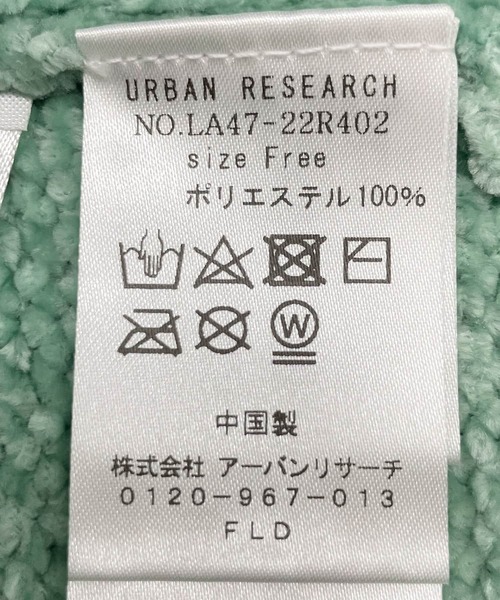 URBAN RESEARCH
NO.LA47-22R402
size Free
ポリエステル100%
W
中国製
株式会社 アーバンリサーチ
0120-967-013
FLD